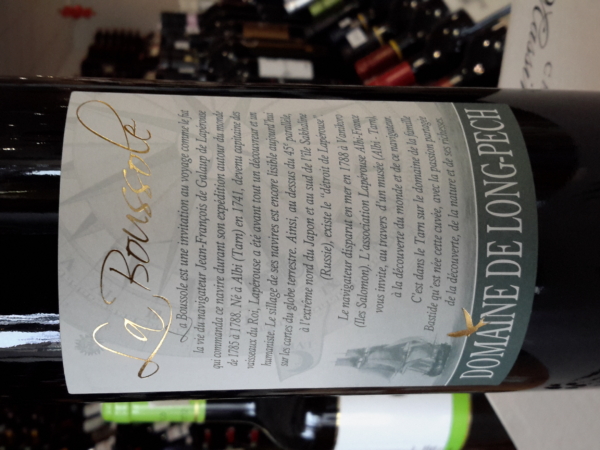 La Boussole
La Boussole est une invitation au voyage comme le fut
la vie du navigateur Jean-François de Galaup de Lapérouse
qui commanda ce navire durant son expédition autour du monde
de 1785 à 1788. Né à Albi (Tarn) en 1741, devenu capitaine des
vaisseaux du Roi, Lapérouse a été avant tout un découvreur et un
humaniste. Le sillage de ses navires est encore lisible aujourd'hui
sur les cartes du globe terrestre. Ainsi, au dessus du 45° parallèle,
à l'extrême nord du Japon et au sud de l'île Sakhaline
(Russie), existe le "détroit de Lapérouse"
Le navigateur disparut en mer en 1788 à Vanikoro
(Iles Salomon). L'association Lapérouse Albi-France
vous invite, au travers d'un musée (Albi - Tarn),
à la découverte du monde et de ce navigateur.
C'est dans le Tarn sur le domaine de la famille
Bastide qu'est née cette cuvée, avec la passion partagée
de la découverte, de la nature et de ses richesses
DOMAINE DE LONG-PECH